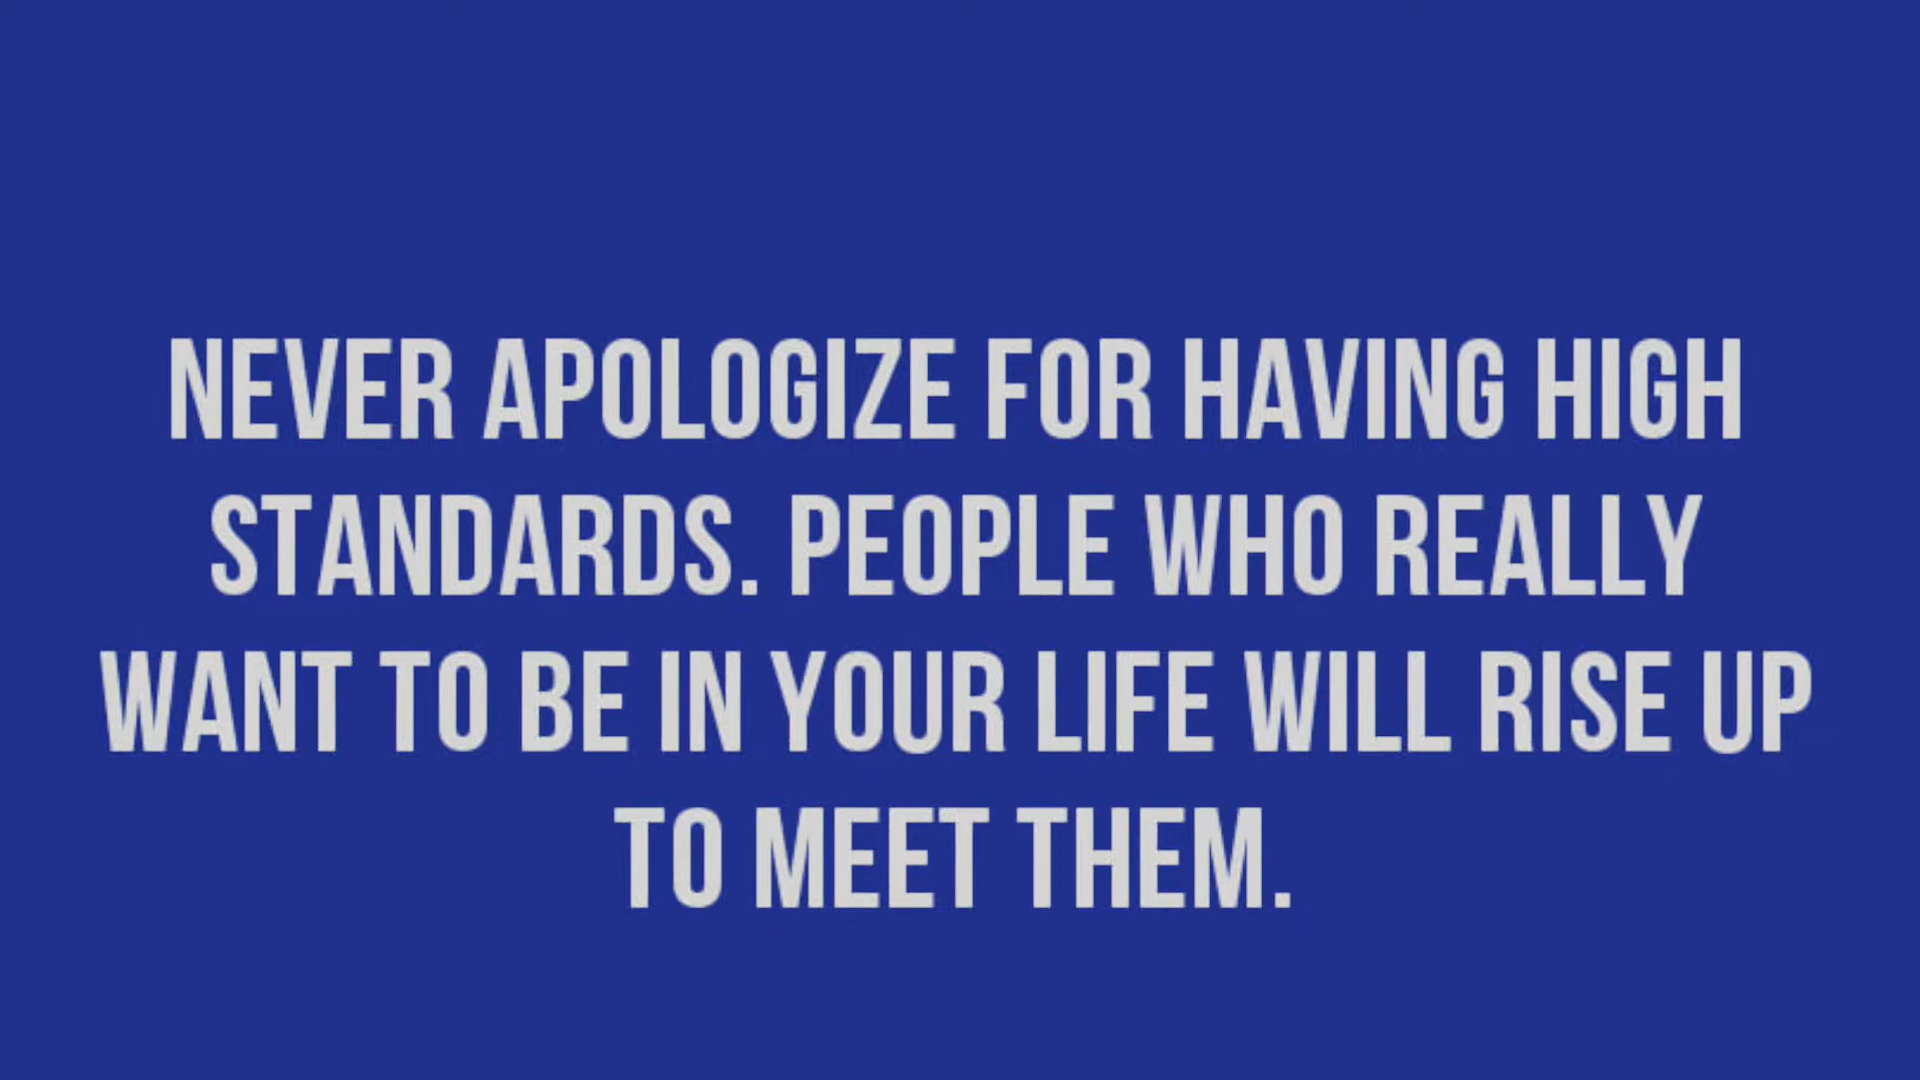 NEVER APOLOGIZE FOR HAVING HIGH
STANDARDS. PEOPLE WHO REALLY
WANT TO BE IN YOUR LIFE WILL RISE UP
TO MEET THEM.